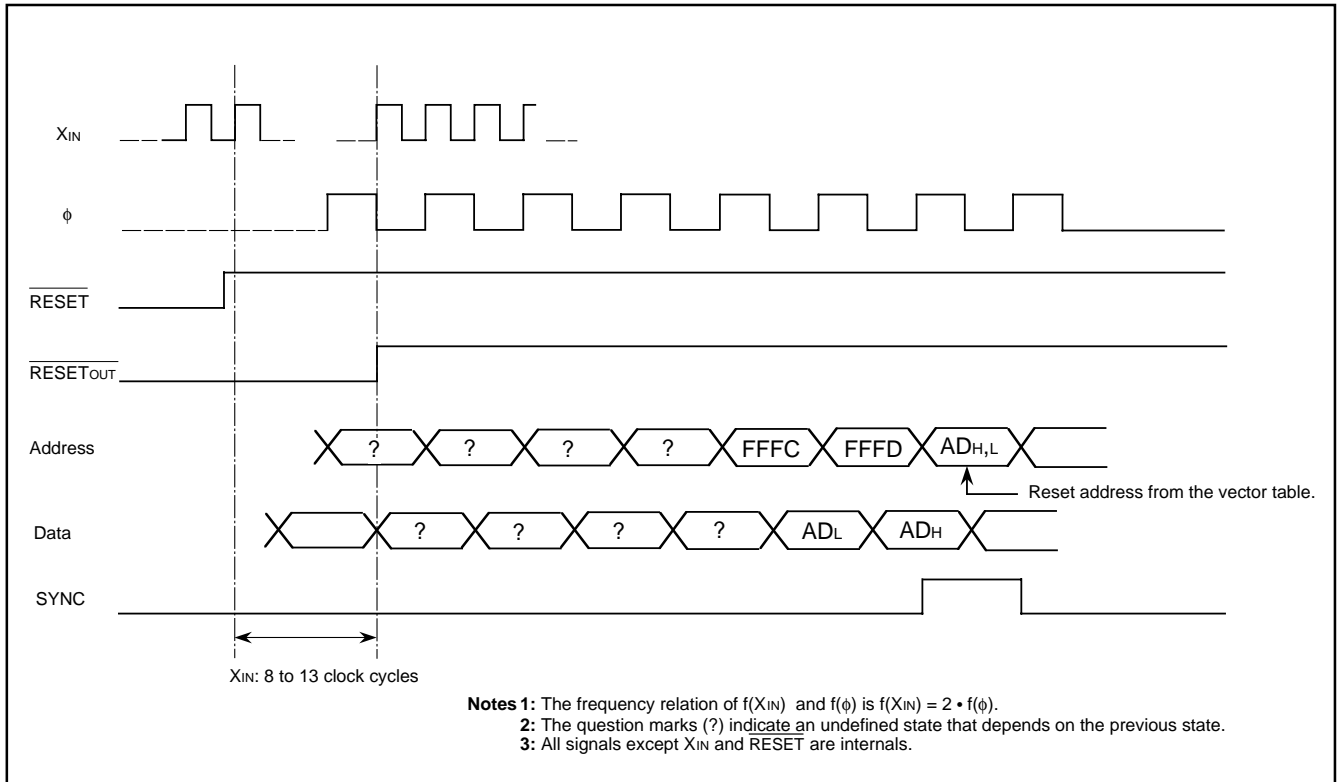 XIN
ϕ
RESET
RESETOUT
Address
? ? ? ? FFFC FFFD ADH,L
Reset address from the vector table.
Data
? ? ? ? ADL ADH
SYNC
XIN: 8 to 13 clock cycles
Notes 1: The frequency relation of f(XIN) and f(ϕ) is f(XIN) = 2 • f(ϕ).
2: The question marks (?) indicate an undefined state that depends on the previous state.
3: All signals except XIN and RESET are internals.